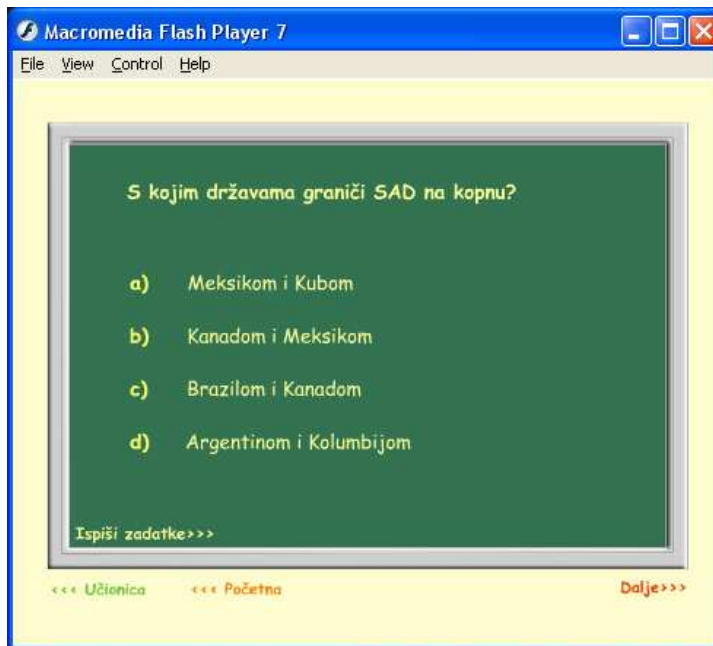 Macromedia Flash Player 7
File View Control Help
S kojim državama graniči SAD na kopnu?
a) Meksikom i Kubom
b) Kanadom i Meksikom
c) Brazilom i Kanadom
d) Argentinom i Kolumbijom
Ispiši zadatke>>>
<<< Učionica <<< Početna Dalje>>>